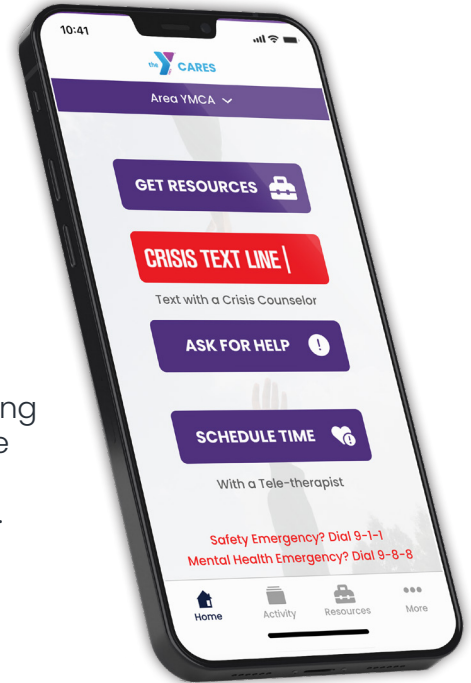 10:41
the Y CARES
Area YMCA
GET RESOURCES
CRISIS TEXT LINE |
Text with a Crisis Counselor
ASK FOR HELP
SCHEDULE TIME
With a Tele-therapist
Safety Emergency? Dial 9-1-1
Mental Health Emergency? Dial 9-8-8
Home
Activity
Resources
More